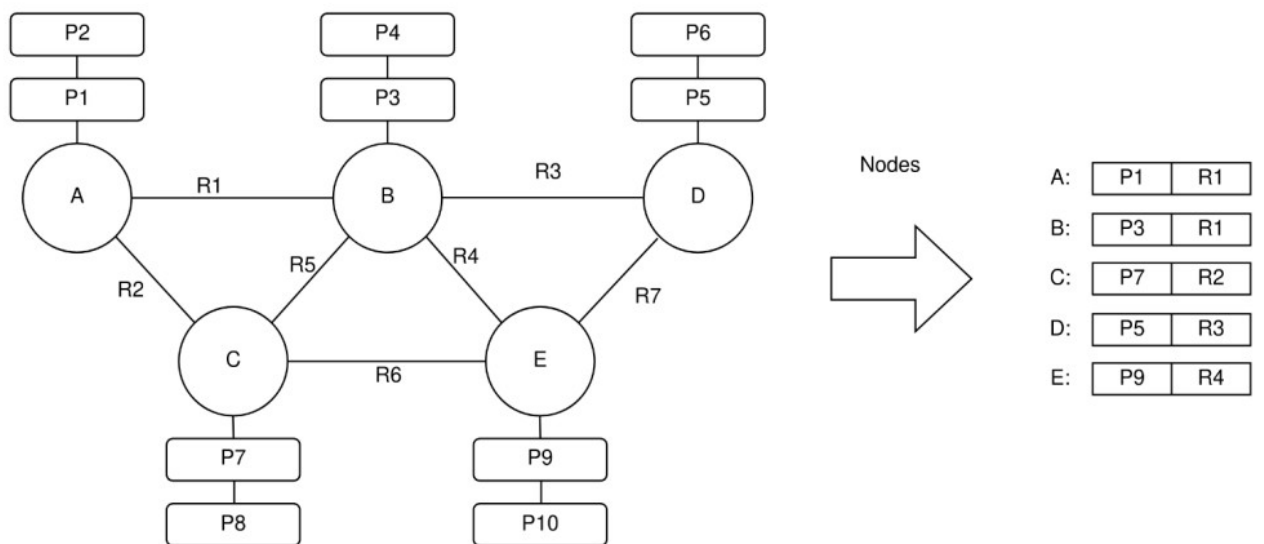 P2
P4
P6
P1
P3
P5
A
R1
B
R3
D
R2
R5
R4
R7
C
R6
E
P7
P9
P8
P10
Nodes
A: P1 R1
B: P3 R1
C: P7 R2
D: P5 R3
E: P9 R4